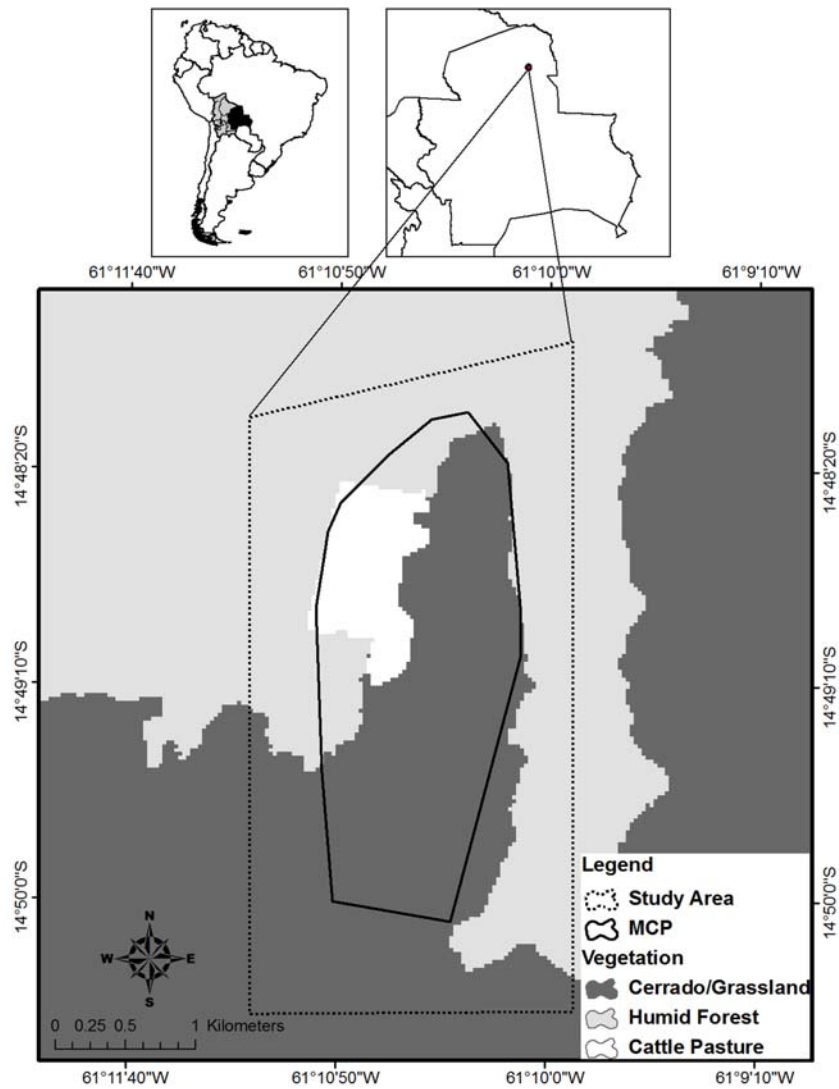 61°11'40"W 61°10'50"W 61°10'0"W 61°9'10"W
14°48'20"S 14°48'20"S
14°49'10"S 14°49'10"S
14°50'0"S 14°50'0"S
Legend
Study Area
MCP
Vegetation
Cerrado/Grassland
Humid Forest
Cattle Pasture
N
W E
S
0 0.25 0.5 1 Kilometers
61°11'40"W 61°10'50"W 61°10'0"W 61°9'10"W